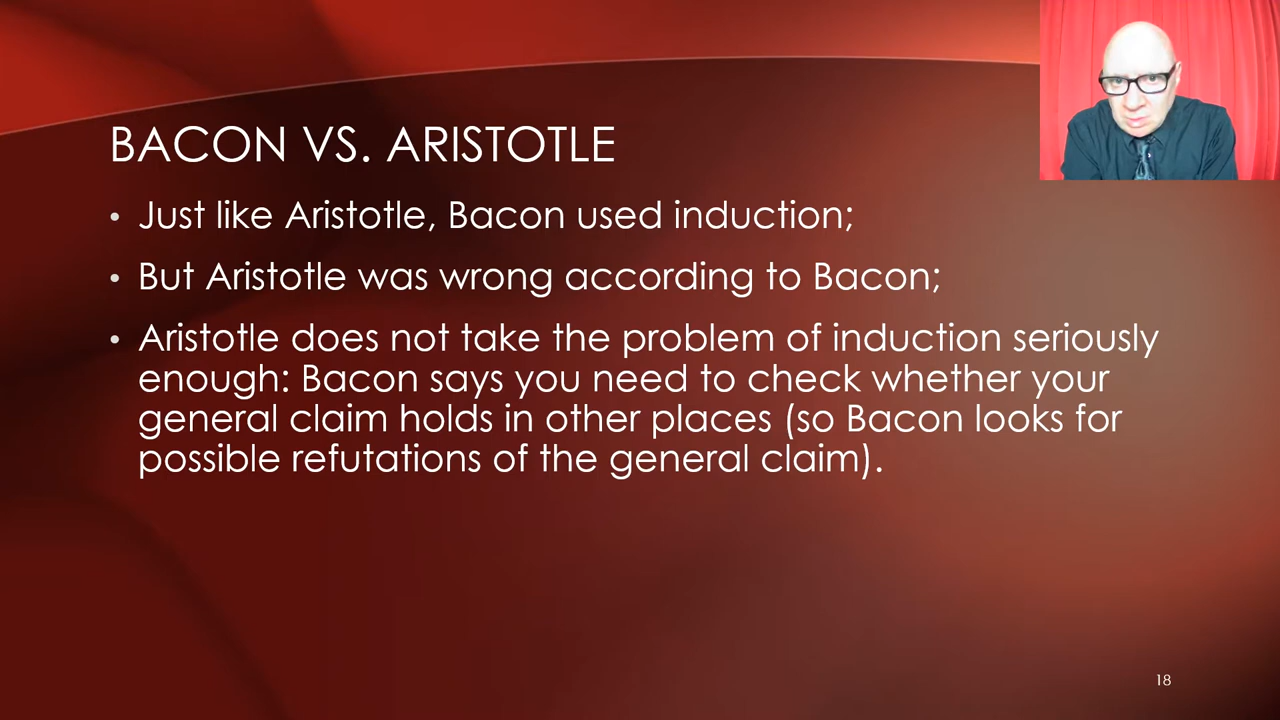 BACON VS. ARISTOTLE
• Just like Aristotle, Bacon used induction;
• But Aristotle was wrong according to Bacon;
• Aristotle does not take the problem of induction seriously
enough: Bacon says you need to check whether your
general claim holds in other places (so Bacon looks for
possible refutations of the general claim).
18